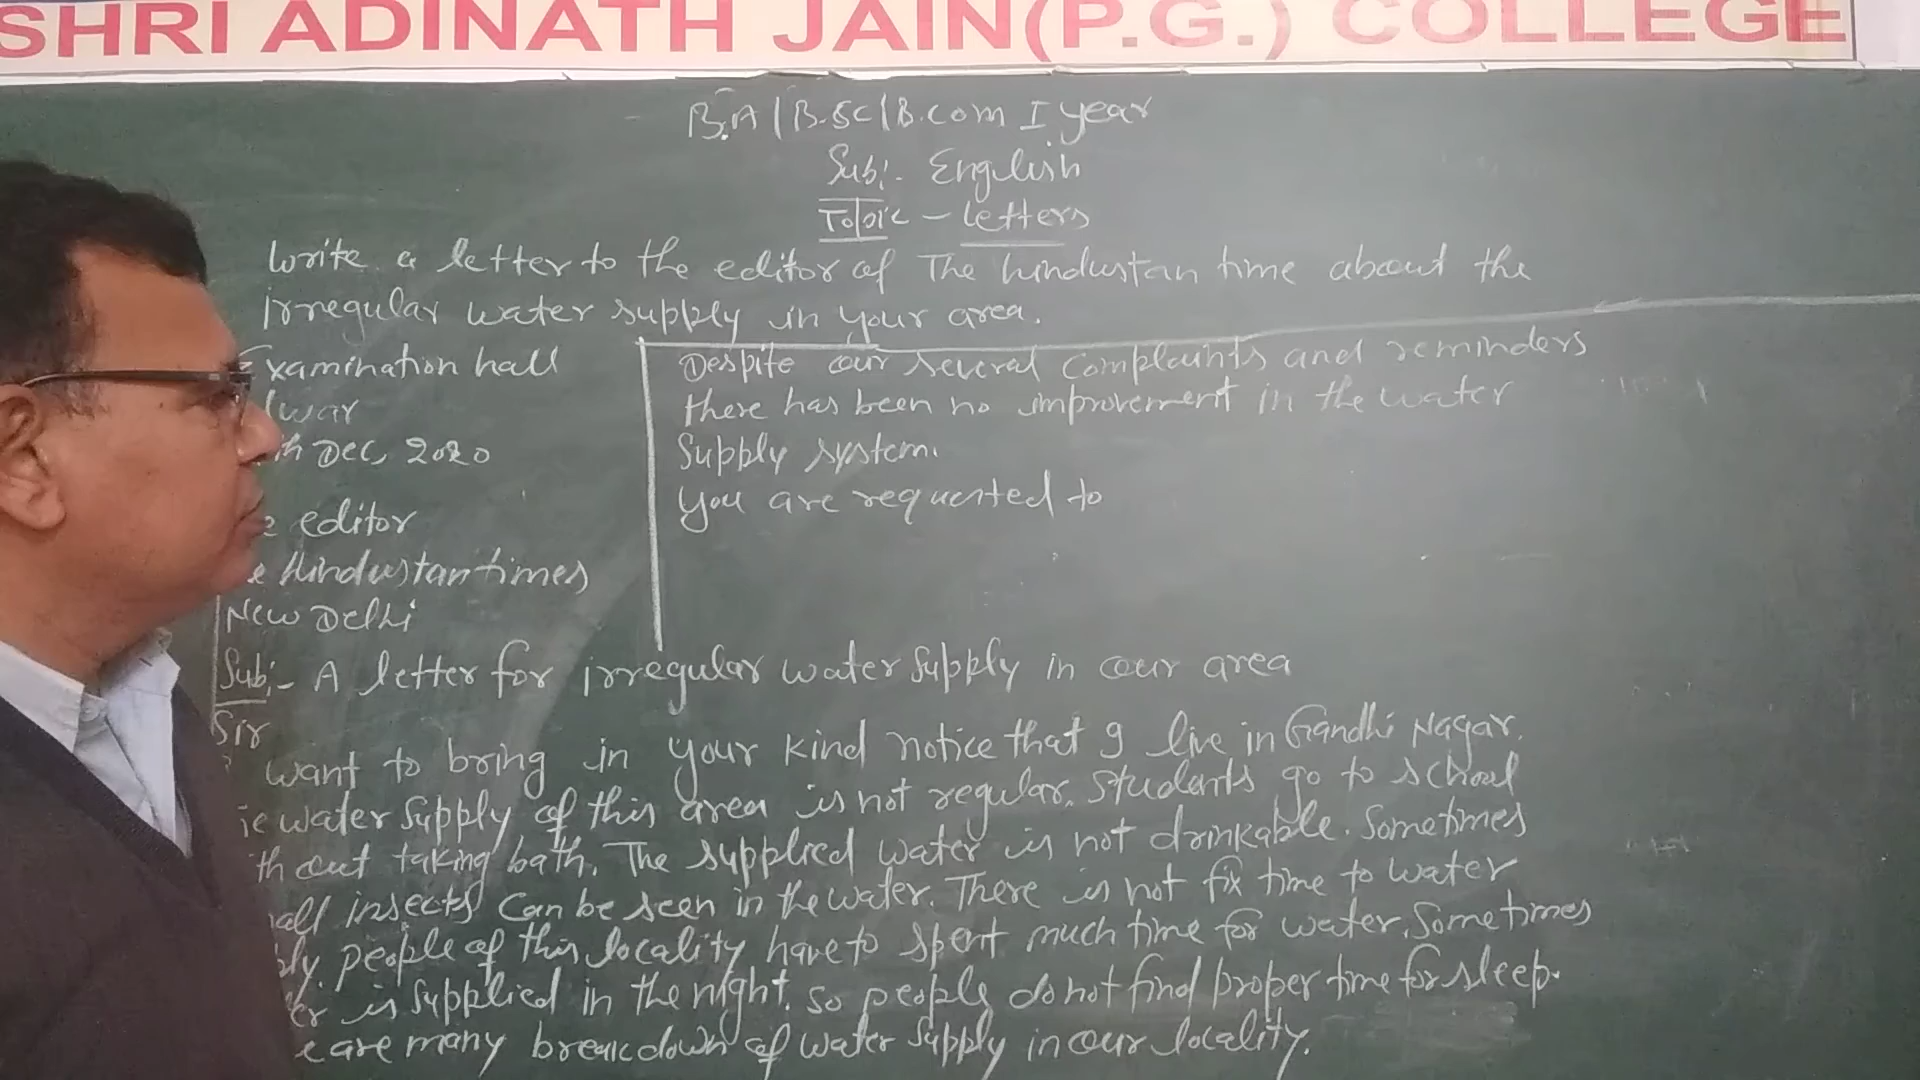 SHRI ADINATH JAIN(P.G.) COLLEGE
B.A | B.SC | B.COM I year
Sub:- English
Topic - Letters
Write a letter to the editor of The hindustan time about the
irregular water supply in your area.
Examination hall
lwar
th Dec, 2020
editor
e Hindustan times
New Delhi
Sub:- A letter for irregular water supply in our area
Sir
want to bring in your kind notice that I live in Gandhi Nagar.
e water supply of this area is not regular. Students go to school
th out taking bath. The supplied water is not drinkable. Sometimes
all insects can be seen in the water. There is not fix time to water
ply. people of this locality have to spent much time for water. Sometimes
er is supplied in the night. so people do not find proper time for sleep.
e are many breakdown of water supply in our locality.
Despite our several complaints and reminders
there has been no improvement in the water
supply system.
You are requested to